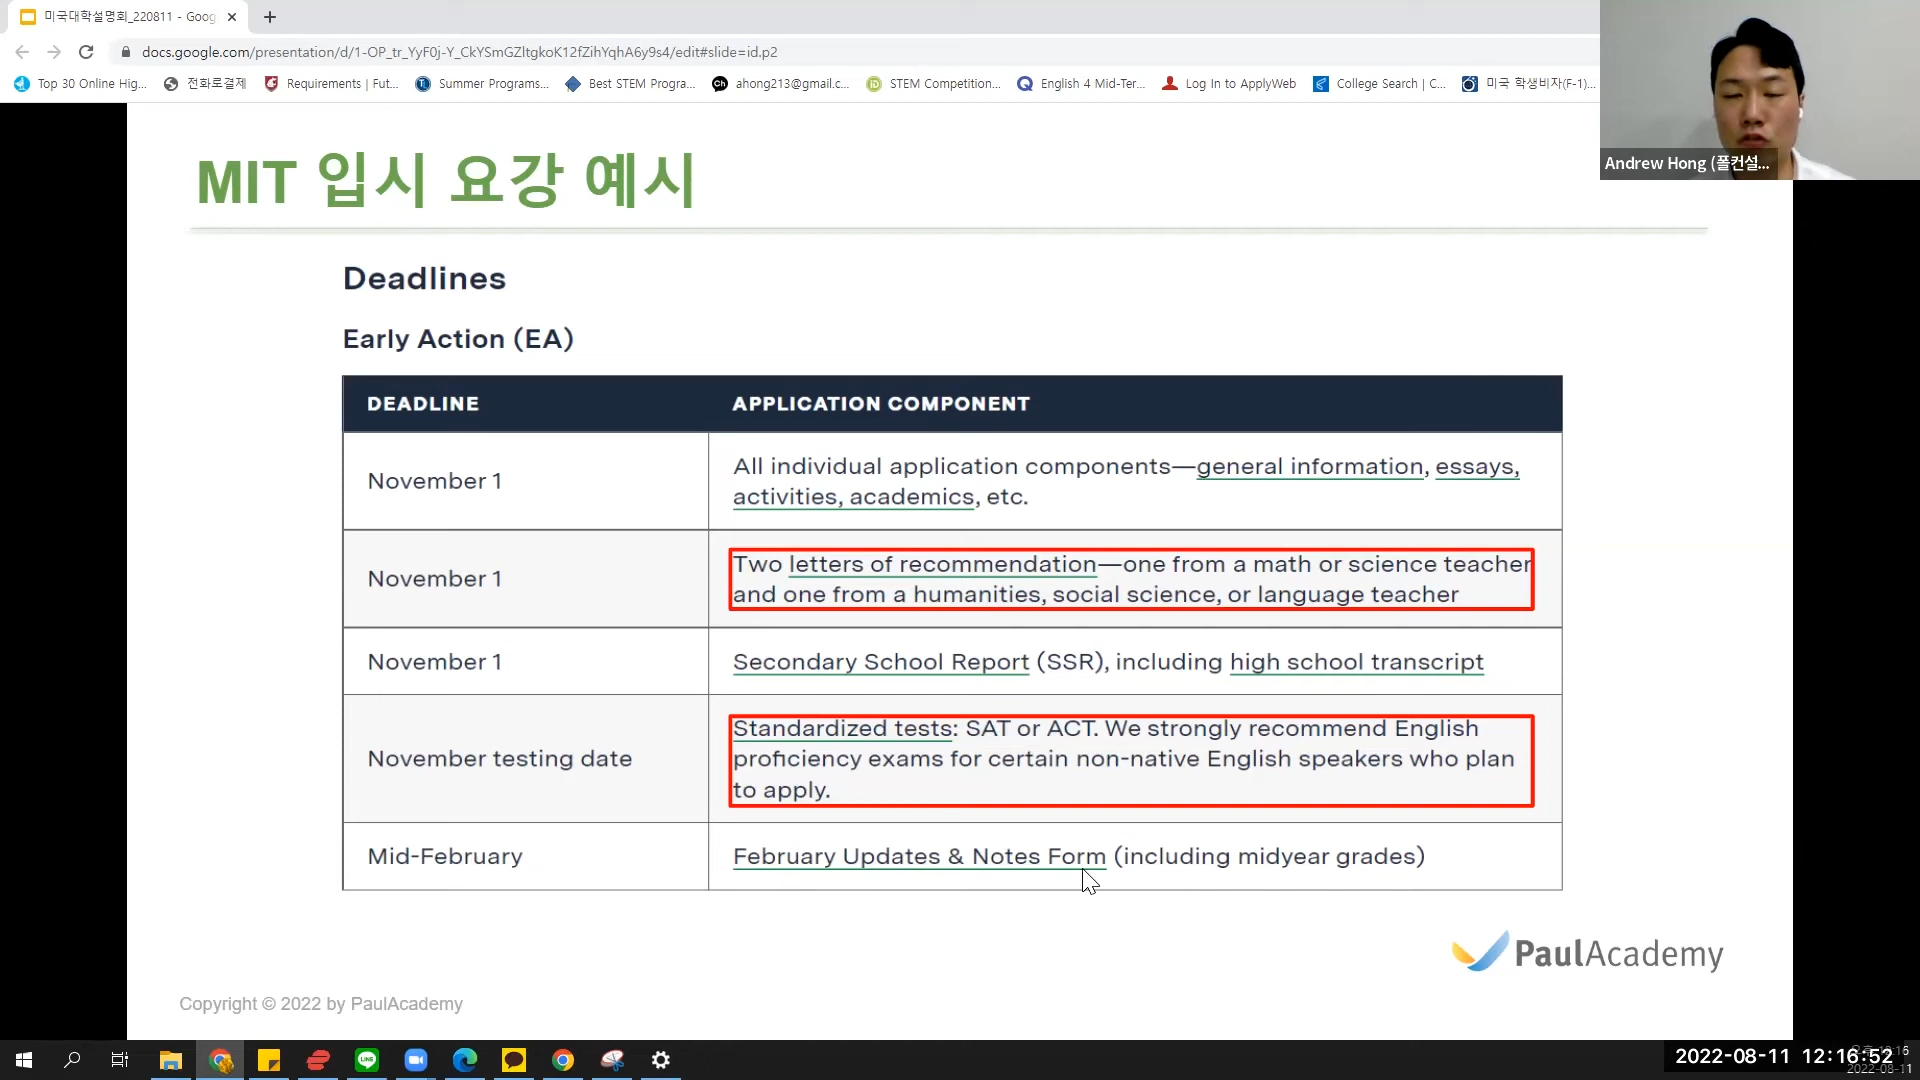 미국대학설명회_220811 - Goog
docs.google.com/presentation/d/1-OP_tr_YyF0j-Y_CkYSmGZltgkoK12fZihYqhA6y9s4/edit#slide=id.p2
Top 30 Online Hig...
전화로결제
Requirements | Fut...
Summer Programs...
Best STEM Progra...
Ch
ahong213@gmail.c...
STEM Competition...
English 4 Mid-Ter...
Log In to ApplyWeb
College Search | C...
미국 학생비자(F-1)...
Andrew Hong (폴컨설...
MIT 입시 요강 예시
Deadlines
Early Action (EA)
DEADLINE
APPLICATION COMPONENT
November 1
All individual application components—general information, essays,
activities, academics, etc.
November 1
Two letters of recommendation—one from a math or science teacher
and one from a humanities, social science, or language teacher
November 1
Secondary School Report (SSR), including high school transcript
November testing date
Standardized tests: SAT or ACT. We strongly recommend English
proficiency exams for certain non-native English speakers who plan
to apply.
Mid-February
February Updates & Notes Form (including midyear grades)
PaulAcademy
Copyright © 2022 by PaulAcademy
LINE
2022-08-11 12:16:52
2022-08-11